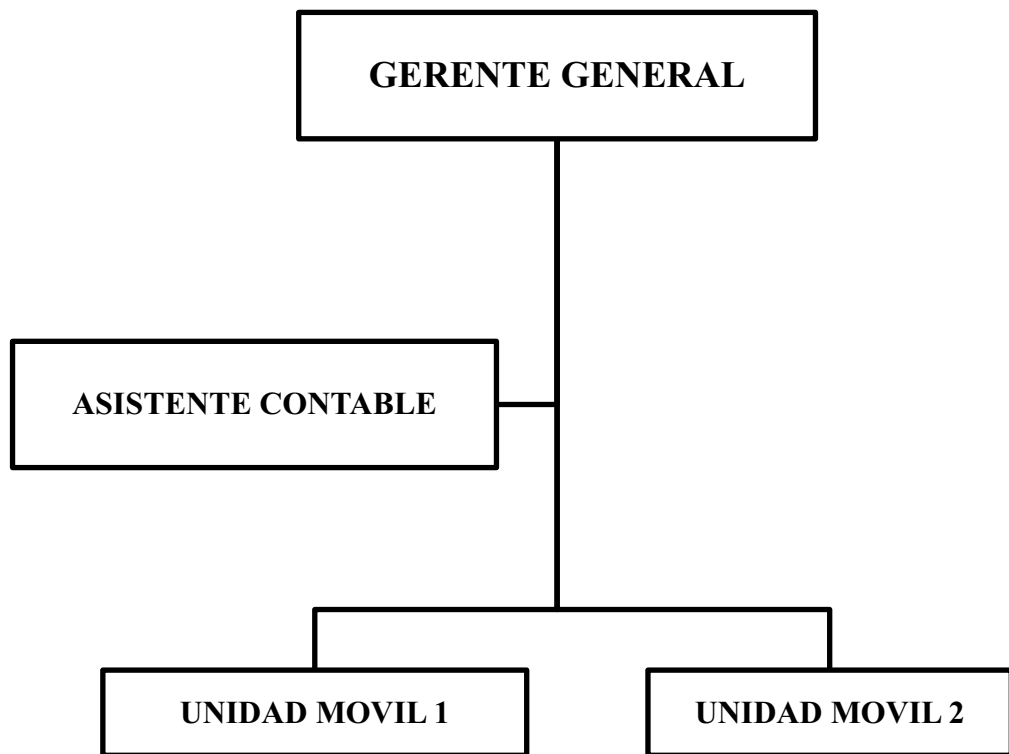 GERENTE GENERAL
ASISTENTE CONTABLE
UNIDAD MOVIL 1
UNIDAD MOVIL 2